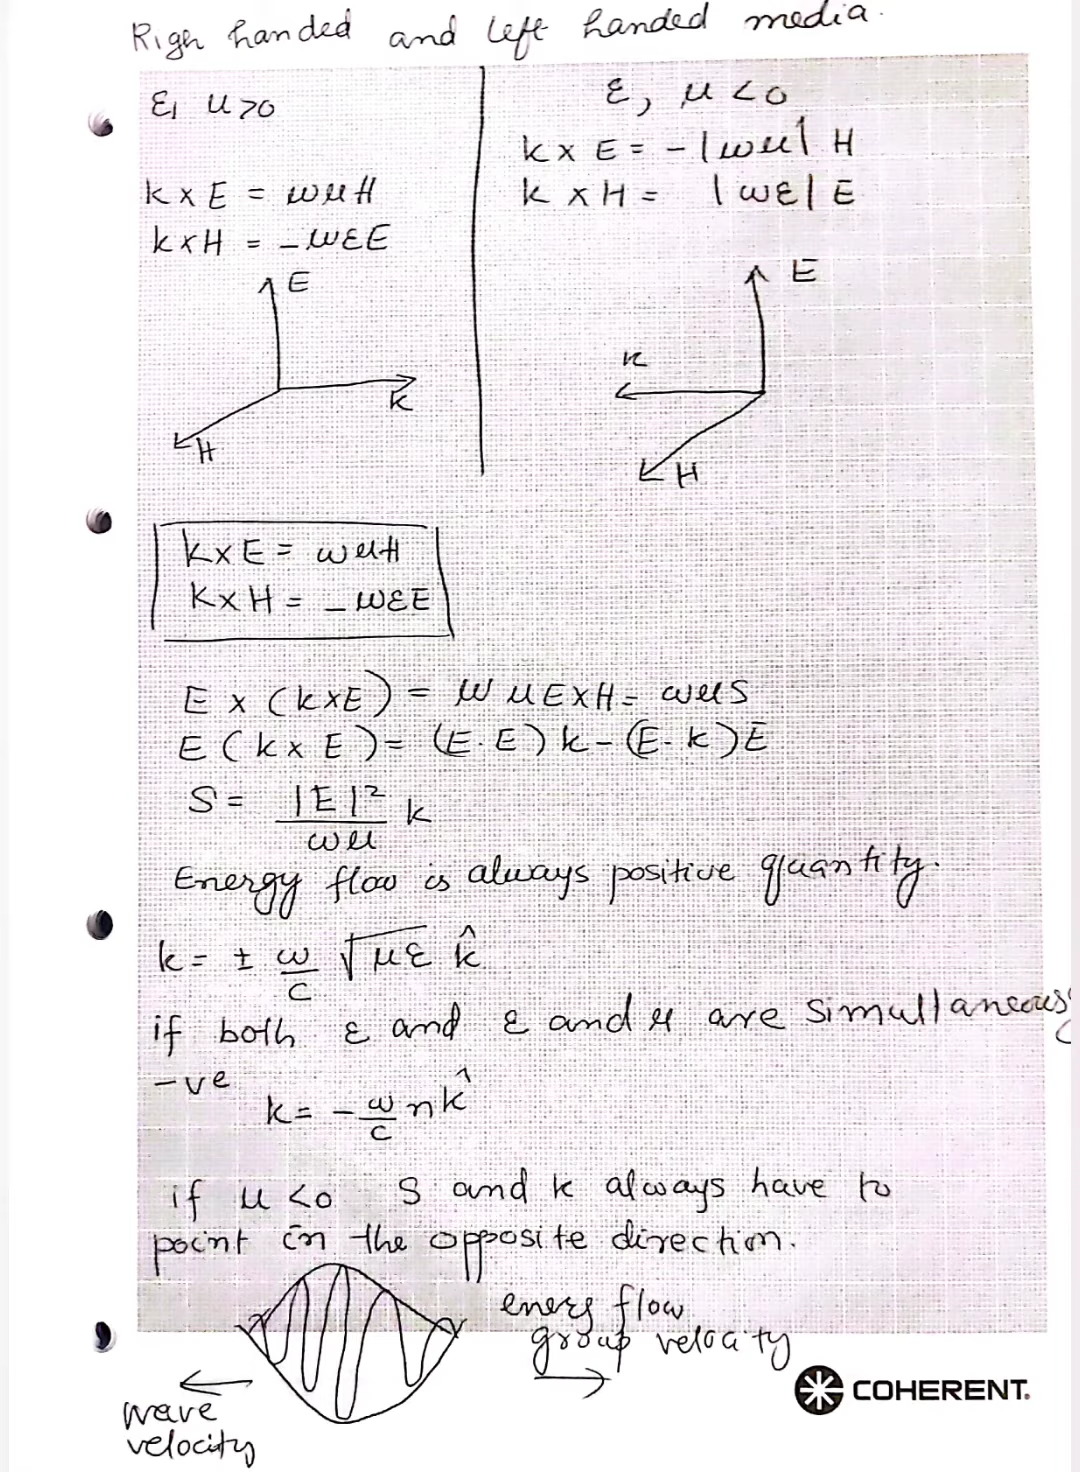 Righ handed and left handed media.
ε, μ >0
k x E = ωμH
k x H = -ωεE
E
k
H
ε, μ <0
k x E = -|ωμ| H
k x H = |ωε| E
E
k
H
k x E = ωμH
k x H = -ωεE
E x (k x E) = ω μ E x H = ωμS
E (k x E) = (E.E) k - (E.k) E
S = |E|² / ωμ k
Energy flow is always positive quantity.
k = ± ω/c √με k̂
if both ε and ε and μ are simultaneous
-ve
k = - ω/c n k̂
if μ <0 S and k always have to
point in the opposite direction.
energ flow
group velocity
wave
velocity
COHERENT.